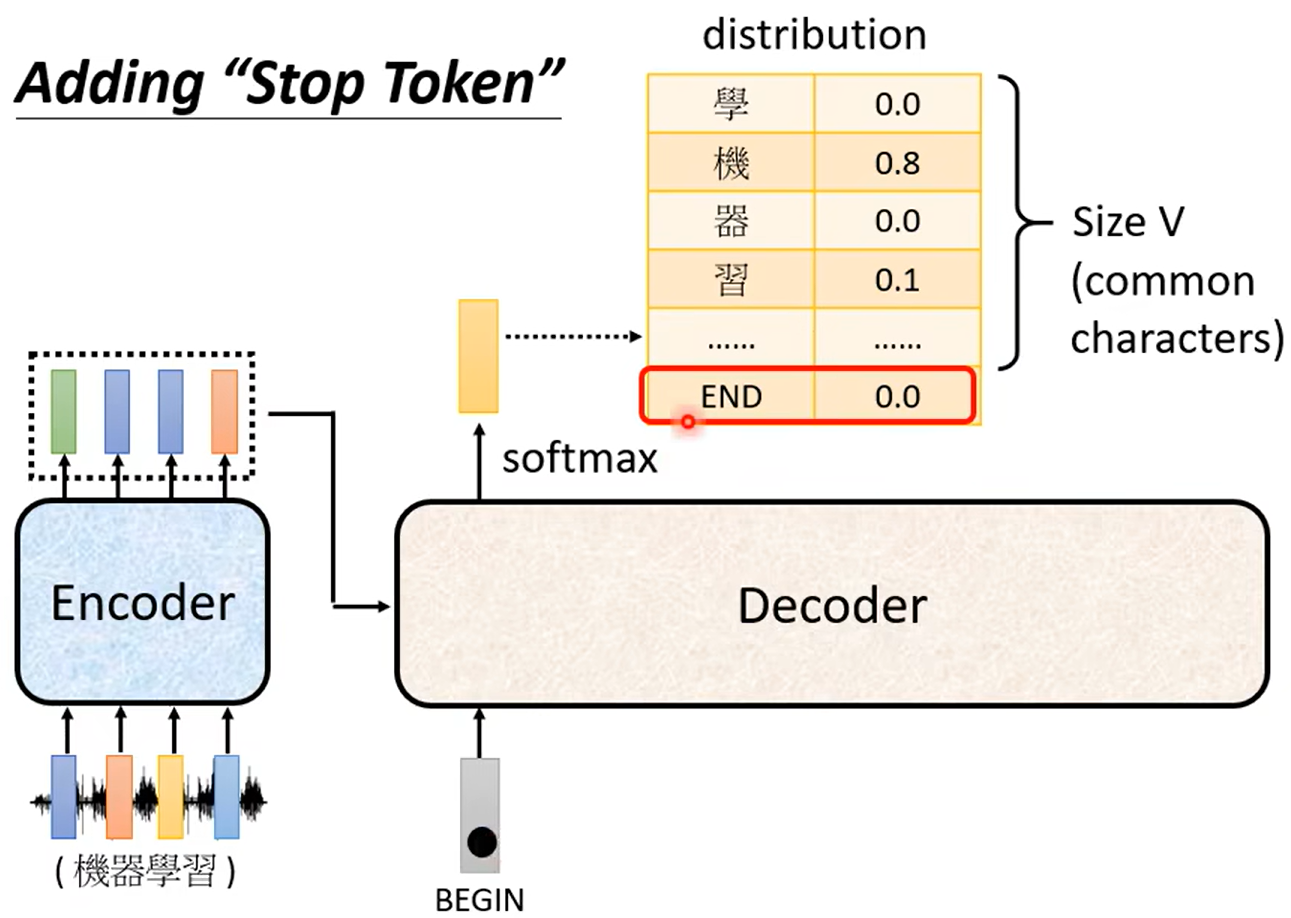 Adding “Stop Token”
distribution
學 0.0
機 0.8
器 0.0
習 0.1
...... ......
END 0.0
Size V
(common
characters)
softmax
Encoder
Decoder
(機器學習)
BEGIN